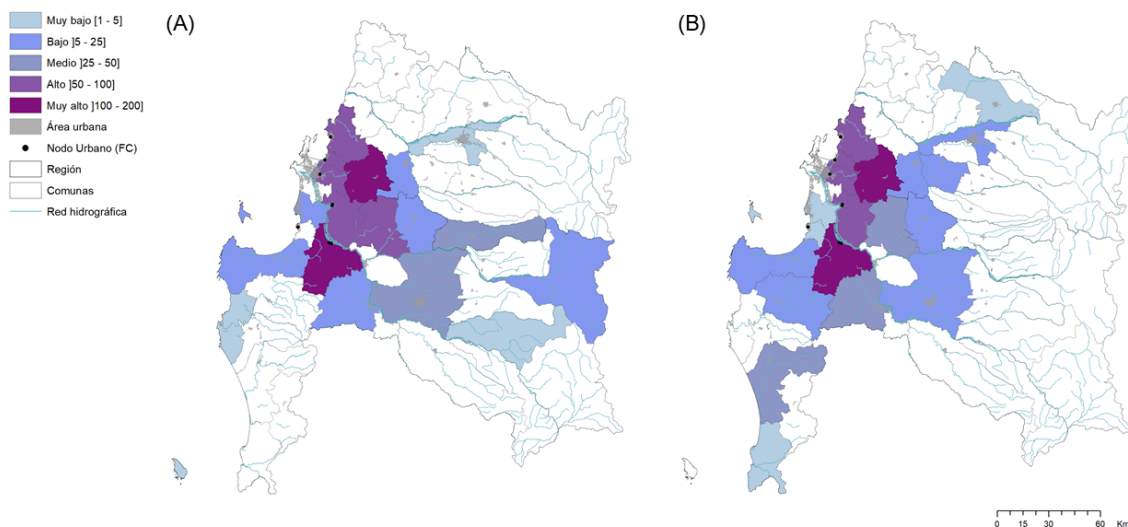 Muy bajo [1 - 5]
Bajo ]5 - 25]
Medio ]25 - 50]
Alto ]50 - 100]
Muy alto ]100 - 200]
Área urbana
Nodo Urbano (FC)
Región
Comunas
Red hidrográfica
(A)
(B)
0 15 30 60 Km